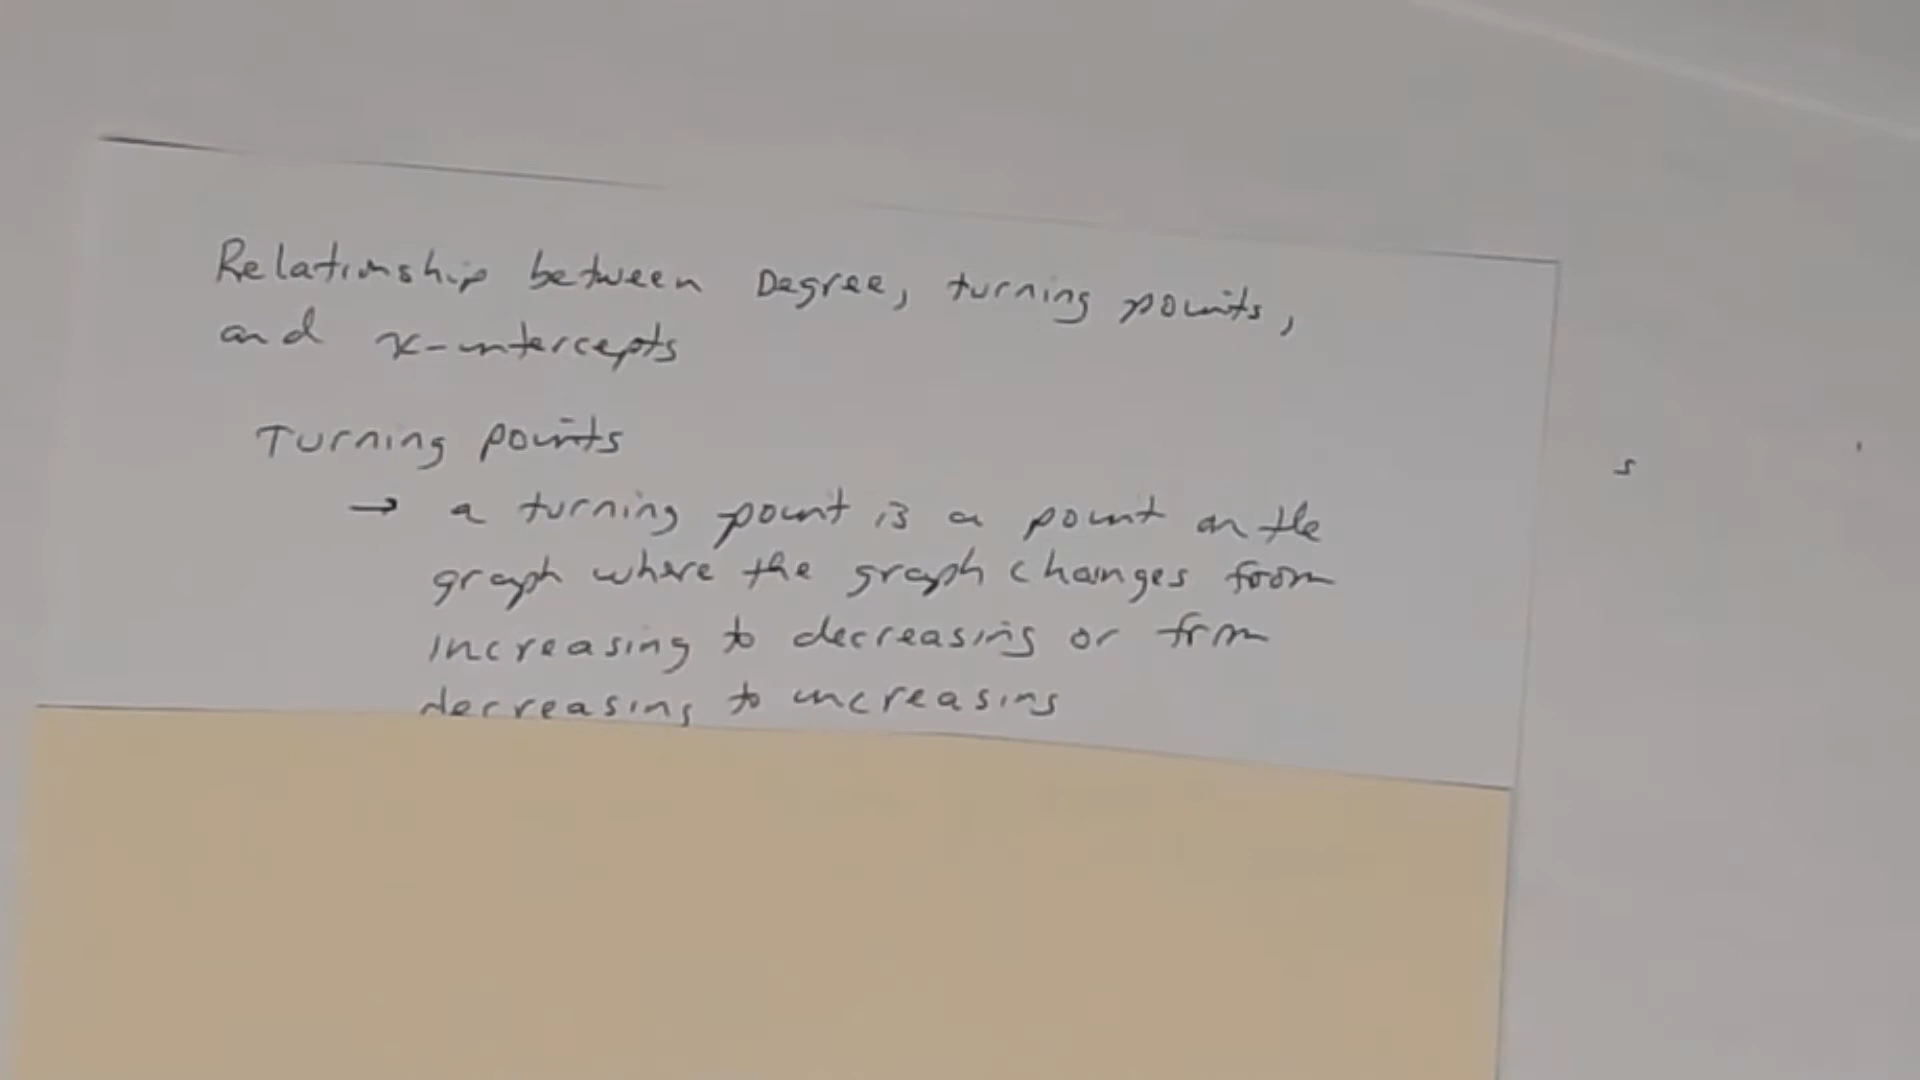 Relationship between Degree, turning points,
and x-intercepts
Turning points
→ a turning point is a point on the
graph where the graph changes from
increasing to decreasing or from
decreasing to increasing
s